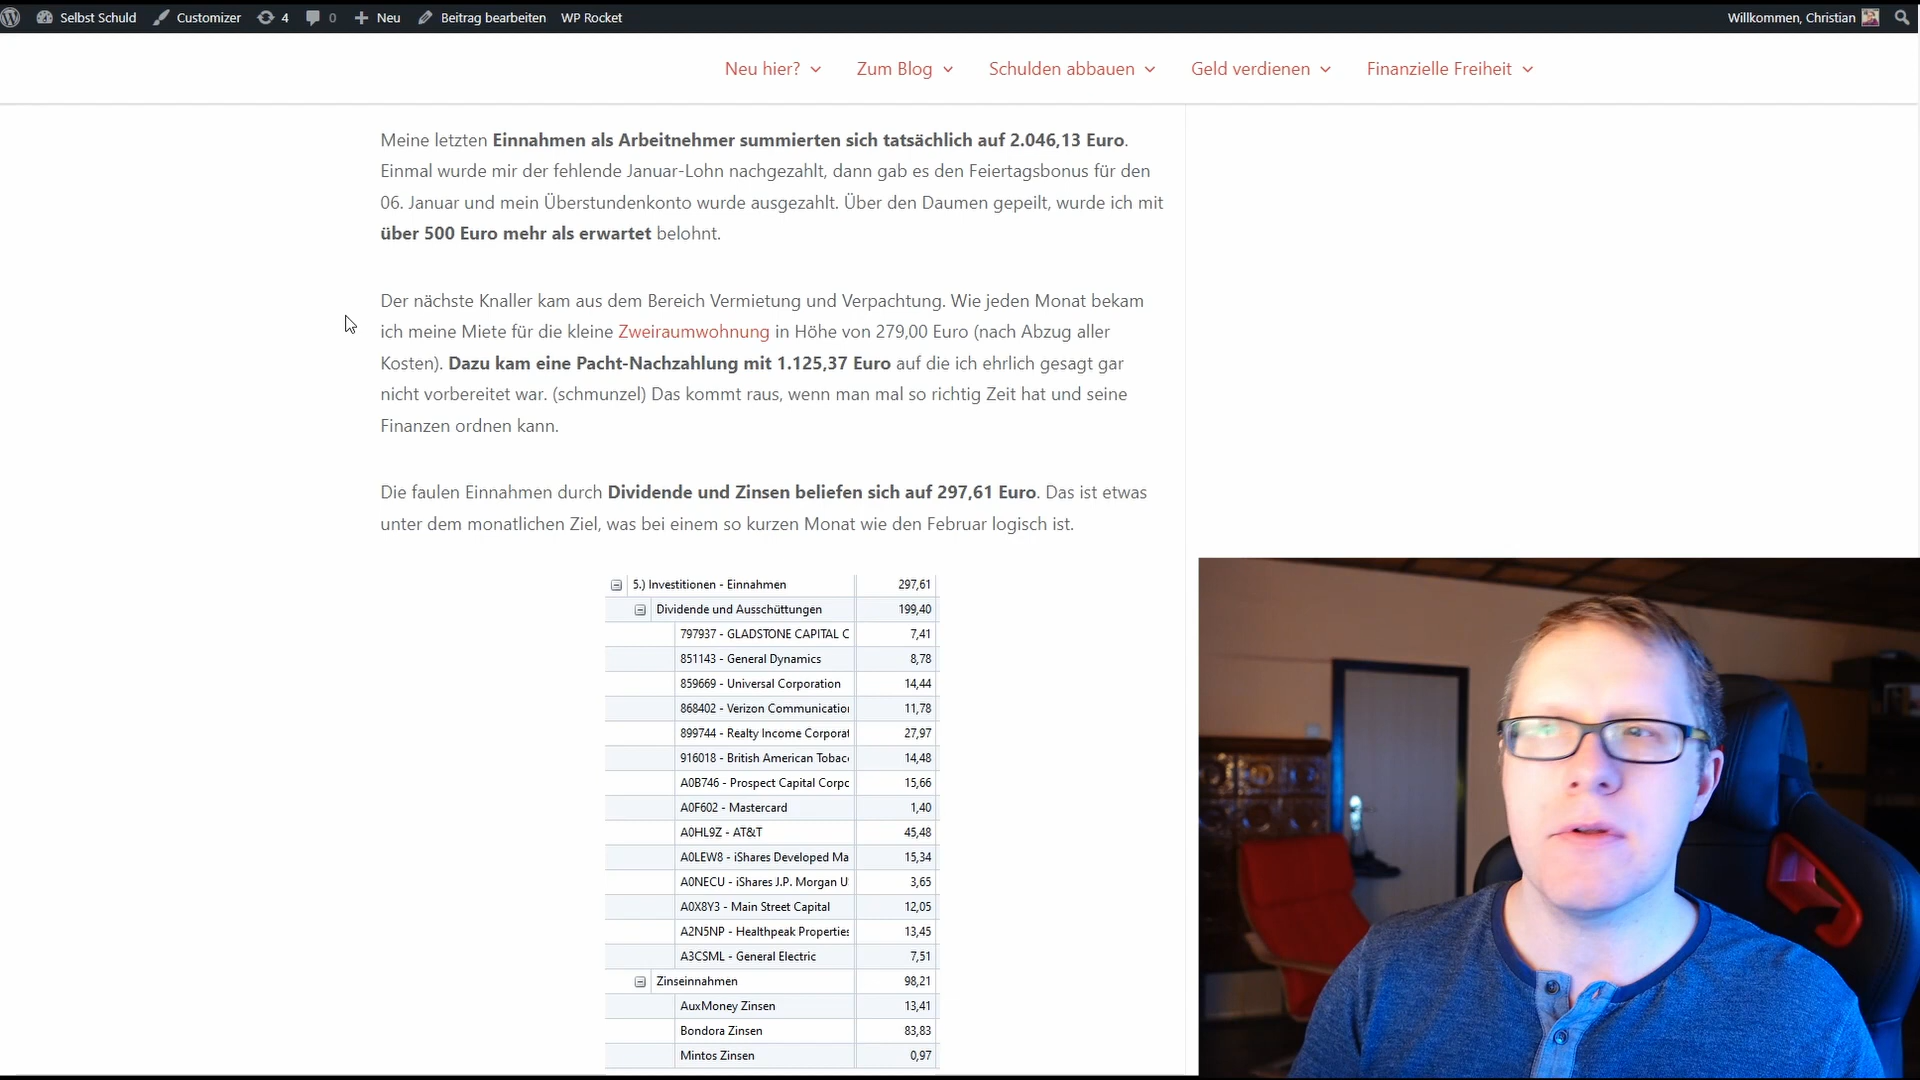 Selbst Schuld Customizer 4 0 Neu Beitrag bearbeiten WP Rocket Willkommen, Christian
Neu hier? Zum Blog Schulden abbauen Geld verdienen Finanzielle Freiheit
Meine letzten Einnahmen als Arbeitnehmer summierten sich tatsächlich auf 2.046,13 Euro.
Einmal wurde mir der fehlende Januar-Lohn nachgezahlt, dann gab es den Feiertagsbonus für den
06. Januar und mein Überstundenkonto wurde ausgezahlt. Über den Daumen gepeilt, wurde ich mit
über 500 Euro mehr als erwartet belohnt.
Der nächste Knaller kam aus dem Bereich Vermietung und Verpachtung. Wie jeden Monat bekam
ich meine Miete für die kleine Zweiraumwohnung in Höhe von 279,00 Euro (nach Abzug aller
Kosten). Dazu kam eine Pacht-Nachzahlung mit 1.125,37 Euro auf die ich ehrlich gesagt gar
nicht vorbereitet war. (schmunzel) Das kommt raus, wenn man mal so richtig Zeit hat und seine
Finanzen ordnen kann.
Die faulen Einnahmen durch Dividende und Zinsen beliefen sich auf 297,61 Euro. Das ist etwas
unter dem monatlichen Ziel, was bei einem so kurzen Monat wie den Februar logisch ist.
5.) Investitionen - Einnahmen 297,61
Dividende und Ausschüttungen 199,40
797937 - GLADSTONE CAPITAL C 7,41
851143 - General Dynamics 8,78
859669 - Universal Corporation 14,44
868402 - Verizon Communication 11,78
899744 - Realty Income Corporat 27,97
916018 - British American Tobacc 14,48
A0B746 - Prospect Capital Corpo 15,66
A0F602 - Mastercard 1,40
A0HL9Z - AT&T 45,48
A0LEW8 - iShares Developed Ma 15,34
A0NECU - iShares J.P. Morgan U 3,65
A0X8Y3 - Main Street Capital 12,05
A2N5NP - Healthpeak Properties 13,45
A3CSML - General Electric 7,51
Zinseinnahmen 98,21
AuxMoney Zinsen 13,41
Bondora Zinsen 83,83
Mintos Zinsen 0,97